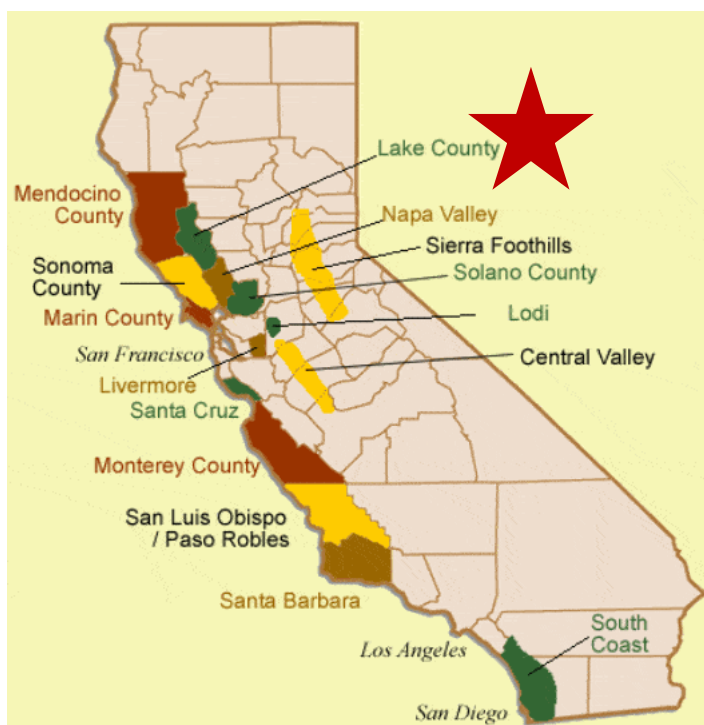 Lake County
Mendocino
County
Napa Valley
Sierra Foothills
Sonoma
County
Solano County
Marin County
Lodi
San Francisco
Central Valley
Livermore
Santa Cruz
Monterey County
San Luis Obispo
/ Paso Robles
Santa Barbara
South
Coast
Los Angeles
San Diego